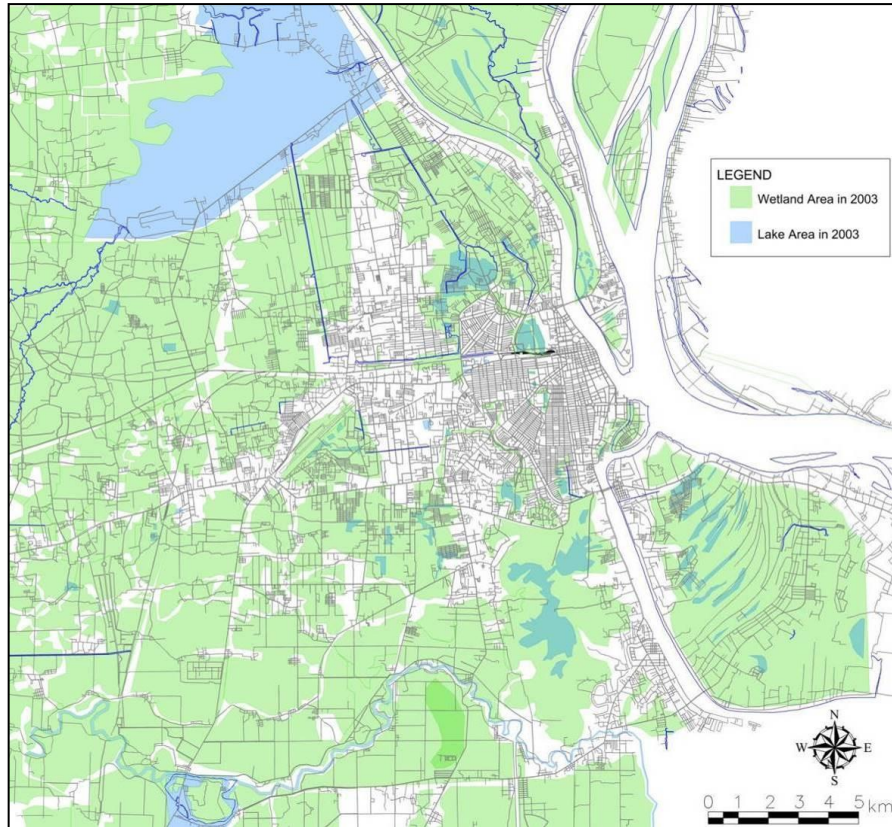 LEGEND
Wetland Area in 2003
Lake Area in 2003
N
W E
S
0 1 2 3 4 5 km